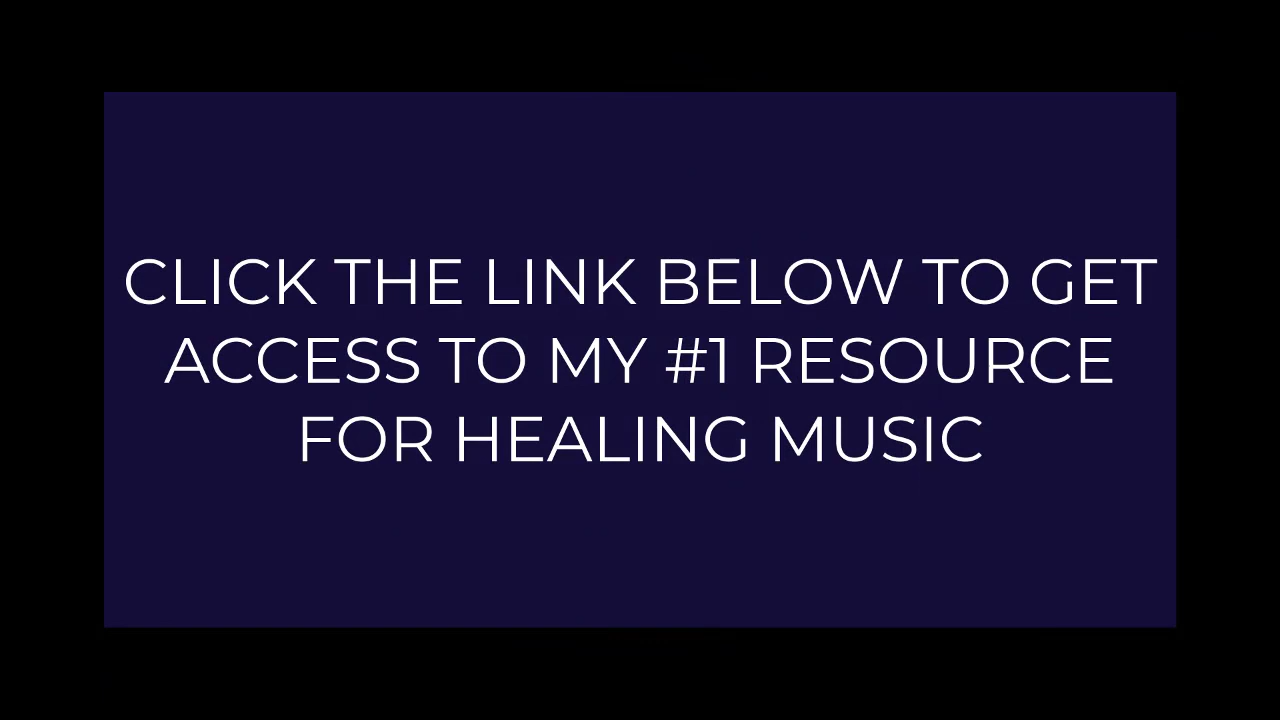 CLICK THE LINK BELOW TO GET
ACCESS TO MY #1 RESOURCE
FOR HEALING MUSIC